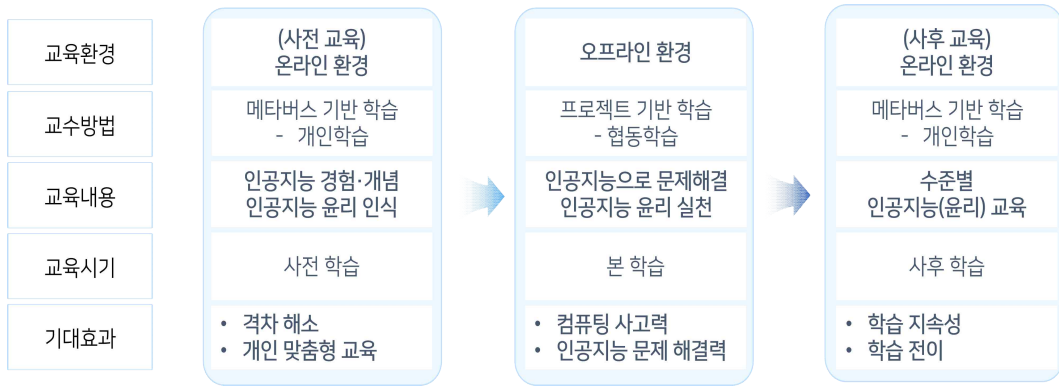 교육환경
(사전 교육)
온라인 환경
오프라인 환경
(사후 교육)
온라인 환경
교수방법
메타버스 기반 학습
- 개인학습
프로젝트 기반 학습
- 협동학습
메타버스 기반 학습
- 개인학습
교육내용
인공지능 경험·개념
인공지능 윤리 인식
인공지능으로 문제해결
인공지능 윤리 실천
수준별
인공지능(윤리) 교육
교육시기
사전 학습
본 학습
사후 학습
기대효과
• 격차 해소
• 개인 맞춤형 교육
• 컴퓨팅 사고력
• 인공지능 문제 해결력
• 학습 지속성
• 학습 전이